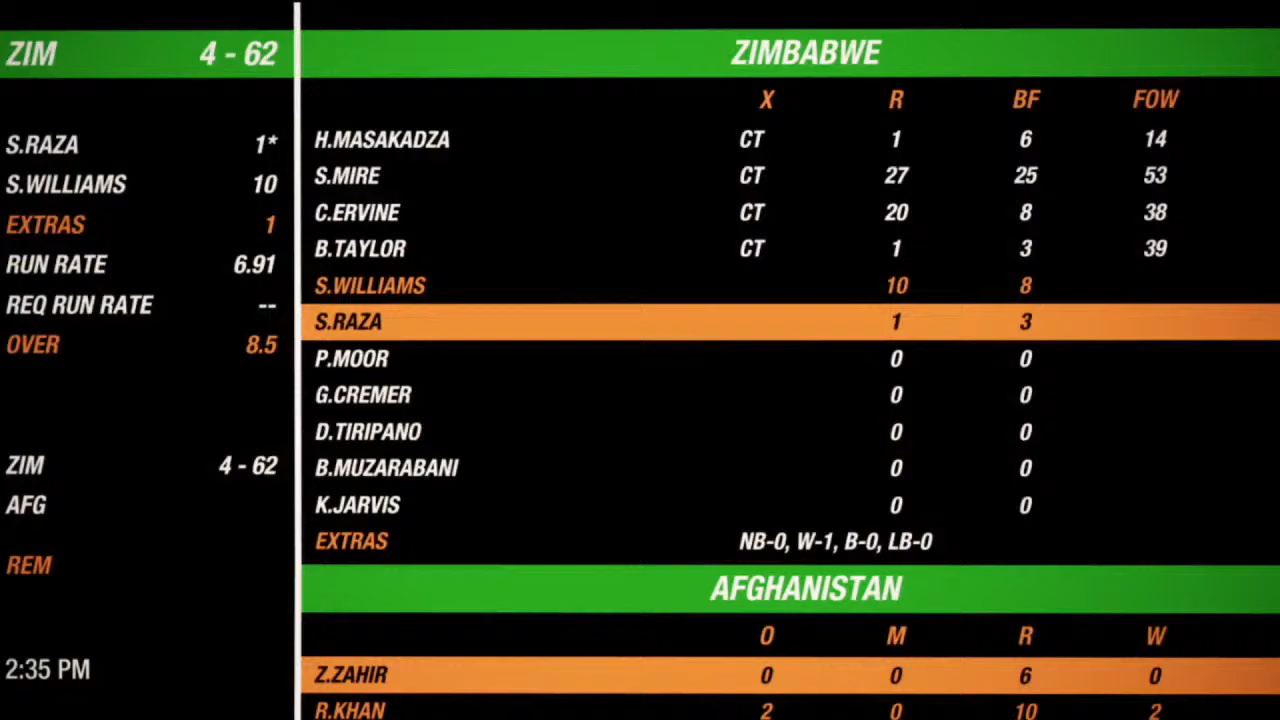 ZIM 4 - 62
S.RAZA 1*
S.WILLIAMS 10
EXTRAS 1
RUN RATE 6.91
REQ RUN RATE --
OVER 8.5
ZIM 4 - 62
AFG
REM
2:35 PM
ZIMBABWE
X R BF FOW
H.MASAKADZA CT 1 6 14
S.MIRE CT 27 25 53
C.ERVINE CT 20 8 38
B.TAYLOR CT 1 3 39
S.WILLIAMS 10 8
S.RAZA 1 3
P.MOOR 0 0
G.CREMER 0 0
D.TIRIPANO 0 0
B.MUZARABANI 0 0
K.JARVIS 0 0
EXTRAS NB-0, W-1, B-0, LB-0
AFGHANISTAN
O M R W
Z.ZAHIR 0 0 6 0
R.KHAN 2 0 10 2